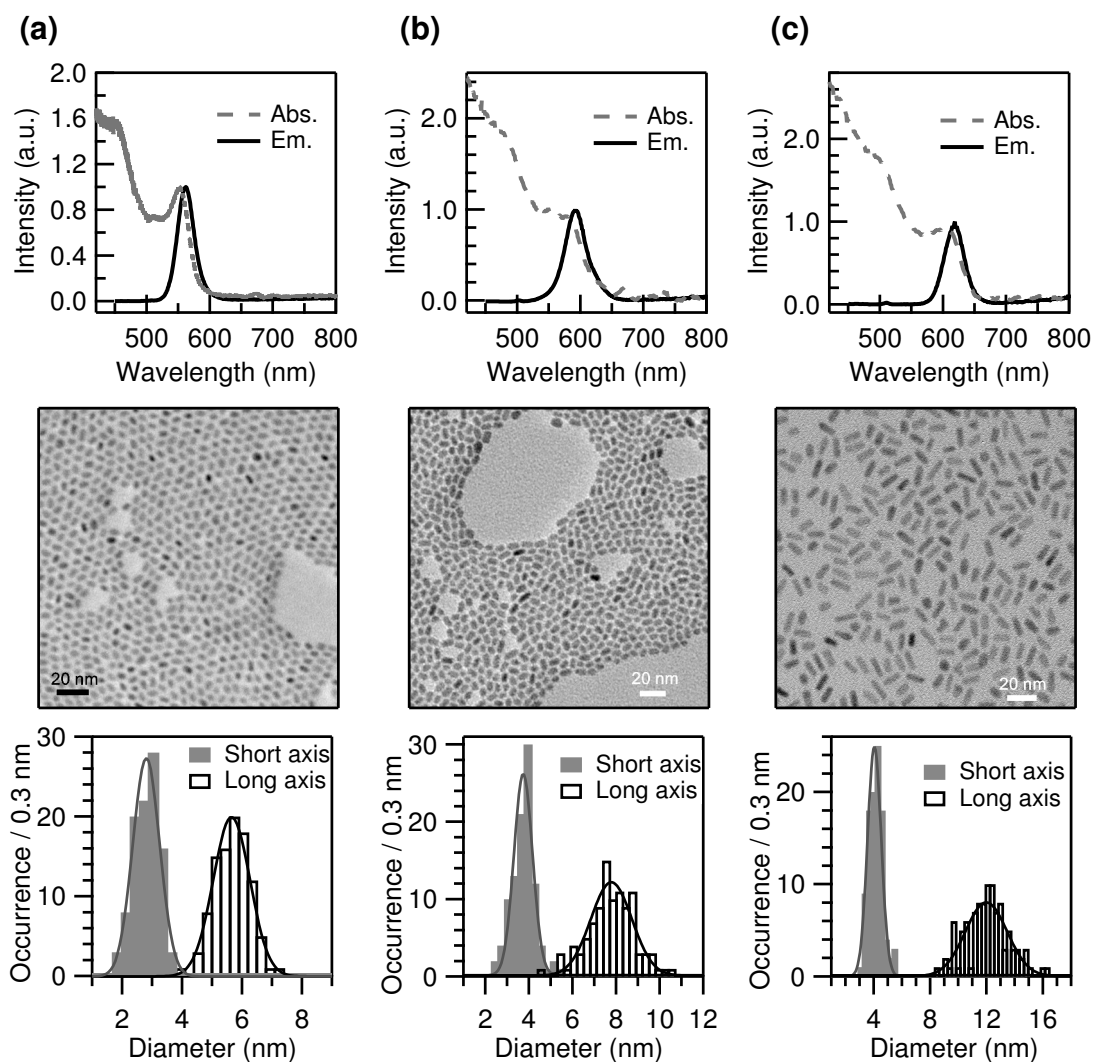 (a)
(b)
(c)
2.0
1.6
1.2
0.8
0.4
0.0
Intensity (a.u.)
Abs.
Em.
500
600
700
800
Wavelength (nm)
2.0
1.0
0.0
Intensity (a.u.)
Abs.
Em.
500
600
700
800
Wavelength (nm)
2.0
1.0
0.0
Intensity (a.u.)
Abs.
Em.
500
600
700
800
Wavelength (nm)
20 nm
20 nm
20 nm
30
20
10
0
Occurrence / 0.3 nm
Short axis
Long axis
2
4
6
8
Diameter (nm)
30
20
10
0
Occurrence / 0.3 nm
Short axis
Long axis
2
4
6
8
10
12
Diameter (nm)
20
10
0
Occurrence / 0.3 nm
Short axis
Long axis
4
8
12
16
Diameter (nm)